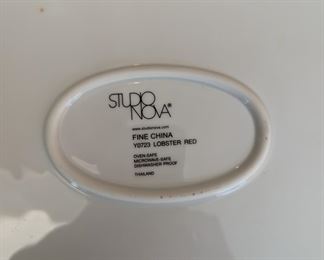 STUDIO
NOVA®
www.studionova.com
FINE CHINA
Y0723 LOBSTER RED
OVEN-SAFE
MICROWAVE-SAFE
DISHWASHER PROOF
THAILAND